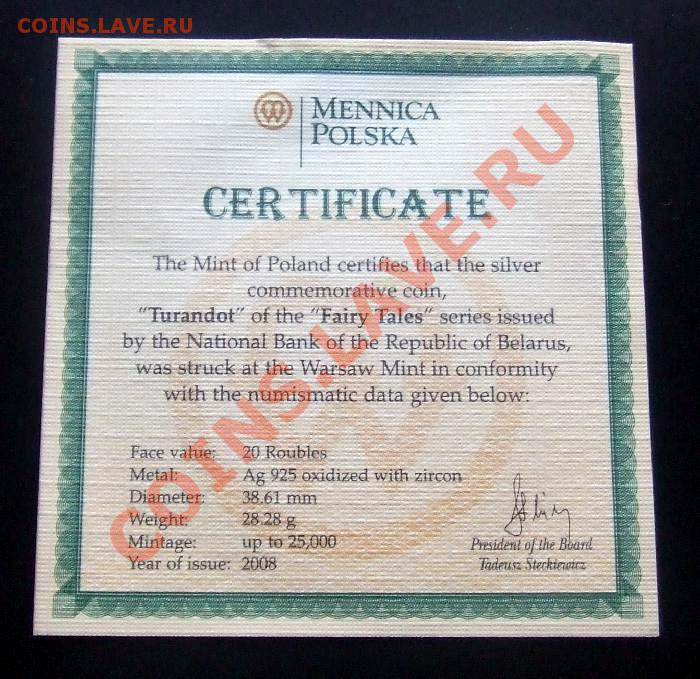 COINS.LAVE.RU
MENNICA
POLSKA
CERTIFICATE
The Mint of Poland certifies that the silver
commemorative coin,
"Turandot" of the "Fairy Tales" series issued
by the National Bank of the Republic of Belarus,
was struck at the Warsaw Mint in conformity
with the numismatic data given below:
Face value: 20 Roubles
Metal: Ag 925 oxidized with zircon
Diameter: 38.61 mm
Weight: 28.28 g
Mintage: up to 25,000
Year of issue: 2008
President of the Board
Tadeusz Steckiewicz
COINS.LAVE.RU